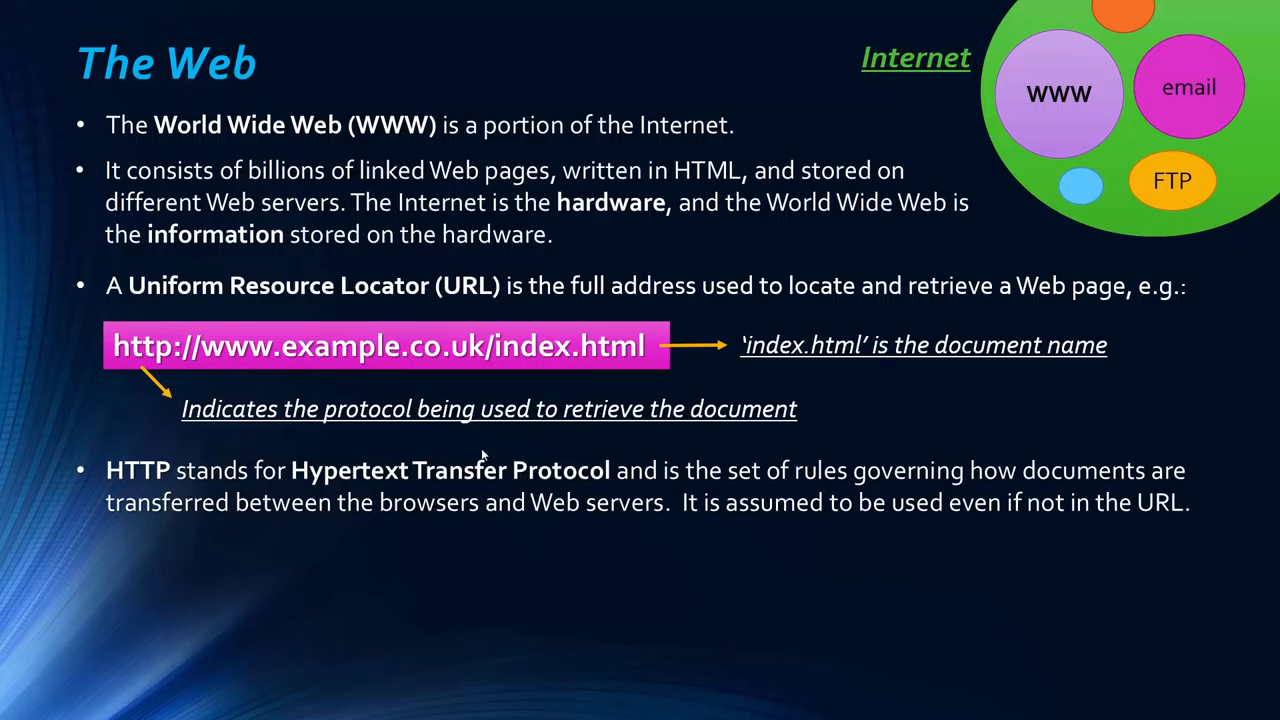 The Web
Internet
WWW
email
FTP
• The World Wide Web (WWW) is a portion of the Internet.
• It consists of billions of linked Web pages, written in HTML, and stored on
different Web servers. The Internet is the hardware, and the World Wide Web is
the information stored on the hardware.
• A Uniform Resource Locator (URL) is the full address used to locate and retrieve a Web page, e.g.:
http://www.example.co.uk/index.html
‘index.html’ is the document name
Indicates the protocol being used to retrieve the document
• HTTP stands for Hypertext Transfer Protocol and is the set of rules governing how documents are
transferred between the browsers and Web servers. It is assumed to be used even if not in the URL.